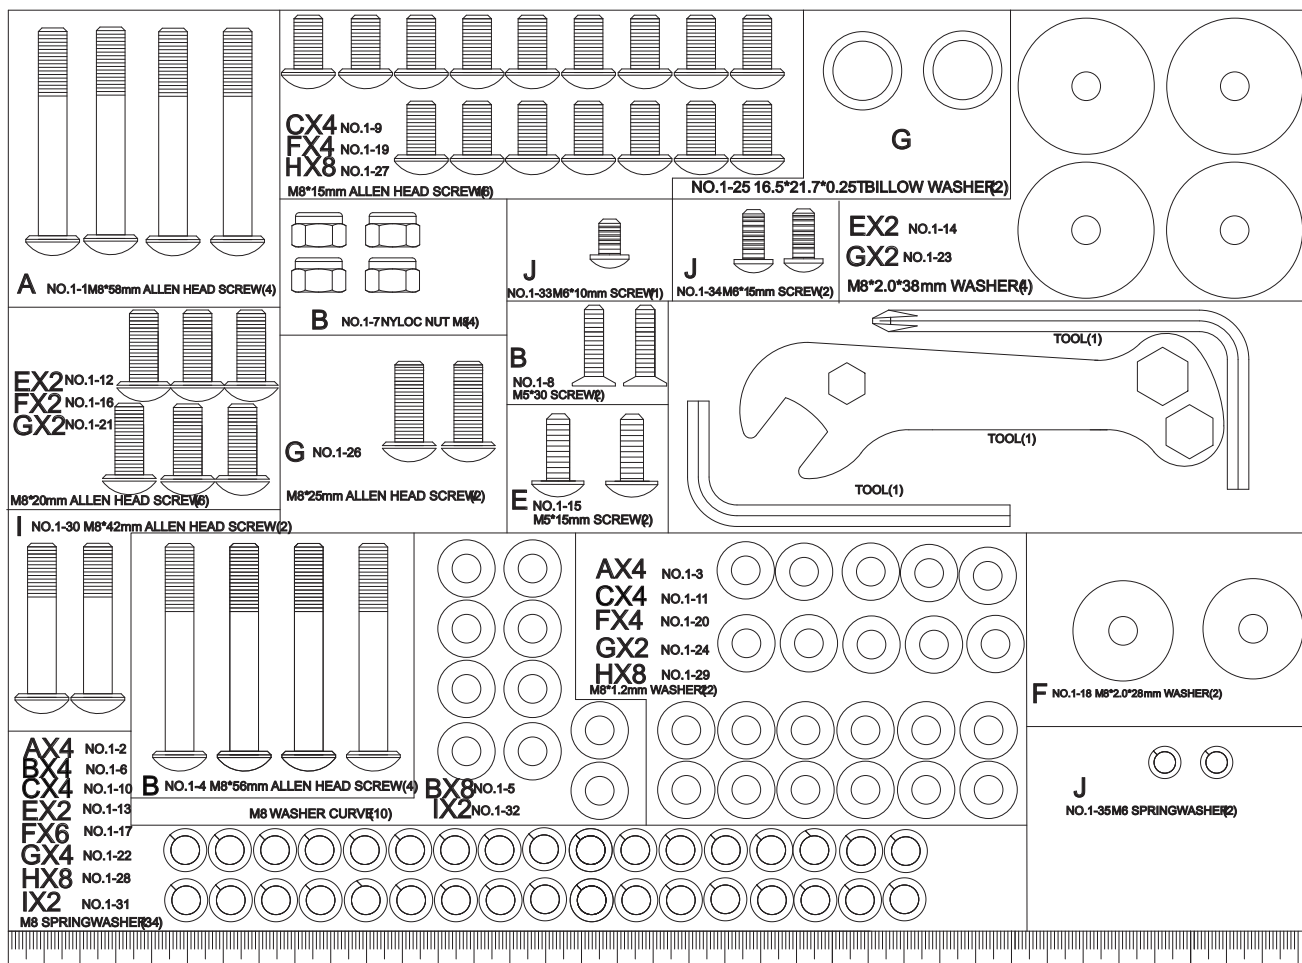 A NO.1-1M8*58mm ALLEN HEAD SCREW(4)
CX4 NO.1-9
FX4 NO.1-19
HX8 NO.1-27
M8*15mm ALLEN HEAD SCREW(16)
G
NO.1-25 16.5*21.7*0.25TBILLOW WASHER(2)
EX2 NO.1-14
GX2 NO.1-23
M8*2.0*38mm WASHER(4)
B NO.1-7NYLOC NUT M8(4)
J
NO.1-33M6*10mm SCREW(1)
J
NO.1-34M6*15mm SCREW(2)
EX2 NO.1-12
FX2 NO.1-16
GX2 NO.1-21
M8*20mm ALLEN HEAD SCREW(6)
G NO.1-26
M8*25mm ALLEN HEAD SCREW(2)
B
NO.1-8
M5*30 SCREW(2)
E NO.1-15
M5*15mm SCREW(2)
TOOL(1)
TOOL(1)
TOOL(1)
I NO.1-30 M8*42mm ALLEN HEAD SCREW(2)
B NO.1-4 M8*56mm ALLEN HEAD SCREW(4)
BX8 NO.1-5
IX2 NO.1-32
M8 WASHER CURVE(10)
AX4 NO.1-3
CX4 NO.1-11
FX4 NO.1-20
GX2 NO.1-24
HX8 NO.1-29
M8*1.2mm WASHER(22)
F NO.1-18 M8*2.0*28mm WASHER(2)
J
NO.1-35M6 SPRINGWASHER(2)
AX4 NO.1-2
BX4 NO.1-6
CX4 NO.1-10
EX2 NO.1-13
FX6 NO.1-17
GX4 NO.1-22
HX8 NO.1-28
IX2 NO.1-31
M8 SPRINGWASHER(34)